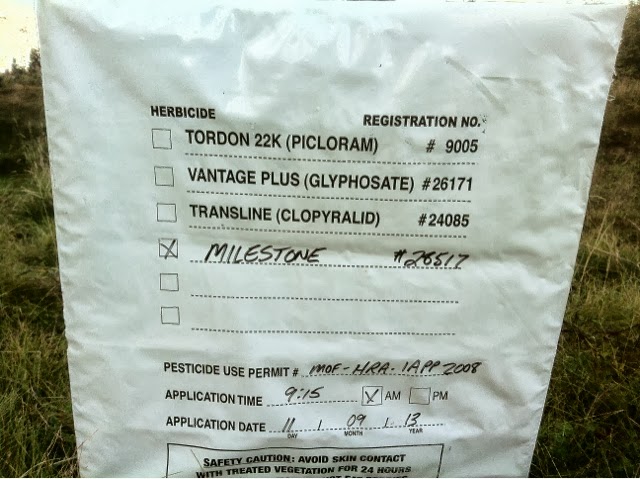 HERBICIDE REGISTRATION NO.
TORDON 22K (PICLORAM) # 9005
VANTAGE PLUS (GLYPHOSATE) #26171
TRANSLINE (CLOPYRALID) #24085
MILESTONE #28517
PESTICIDE USE PERMIT # MOF-HRA-IAPP 2008
APPLICATION TIME 9:15 AM PM
APPLICATION DATE 11 / 09 / 13
DAY MONTH YEAR
SAFETY CAUTION: AVOID SKIN CONTACT
WITH TREATED VEGETATION FOR 24 HOURS